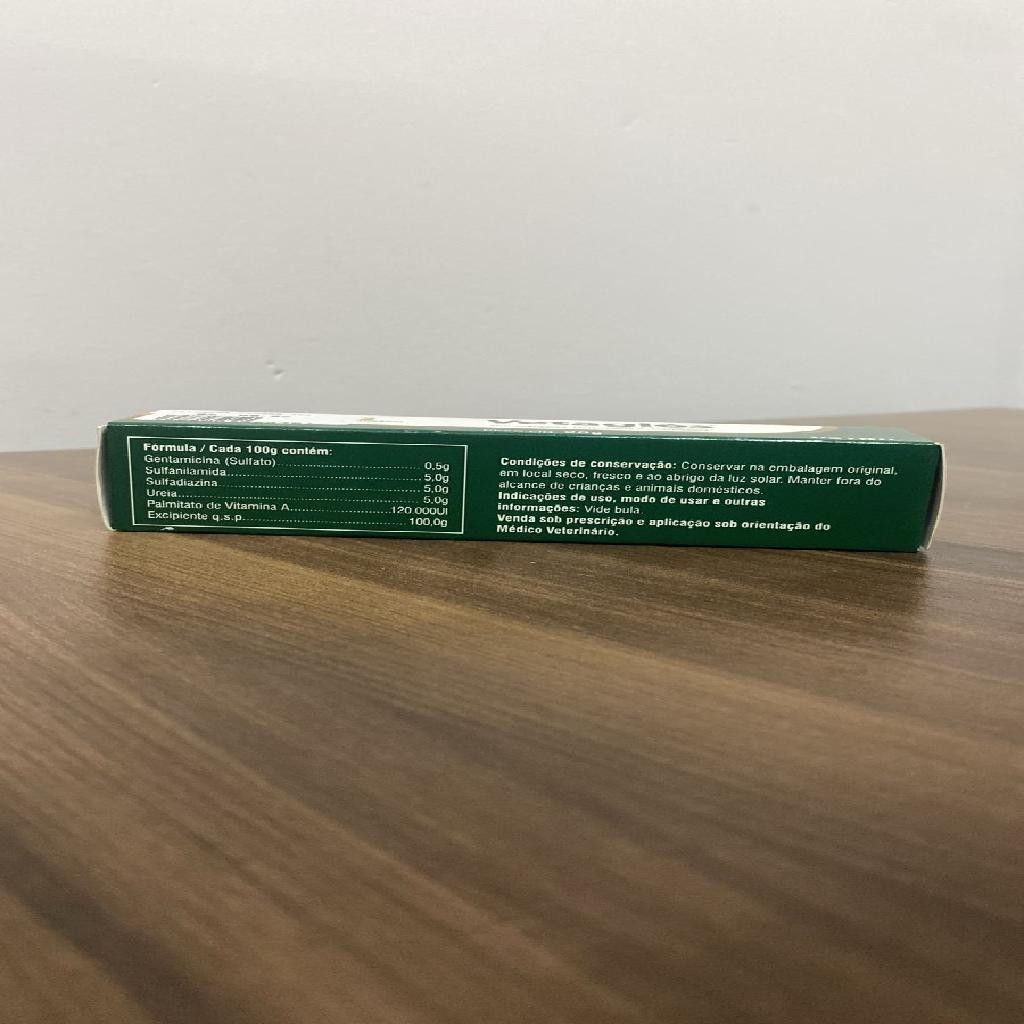 Vetaglós
Fórmula / Cada 100g contém:
Gentamicina (Sulfato)..........0,5g
Sulfanilamida..........5,0g
Sulfadiazina..........5,0g
Ureia..........5,0g
Palmitato de Vitamina A..........120.000UI
Excipiente q.s.p..........100,0g
Condições de conservação: Conservar na embalagem original,
em local seco, fresco e ao abrigo da luz solar. Manter fora do
alcance de crianças e animais domésticos.
Indicações de uso, modo de usar e outras
informações: Vide bula.
Venda sob prescrição e aplicação sob orientação do
Médico Veterinário.